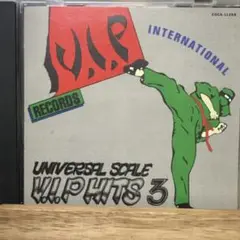 V.I.P
INTERNATIONAL
RECORDS
UNIVERSAL SCALE
V.I.P HITS 3